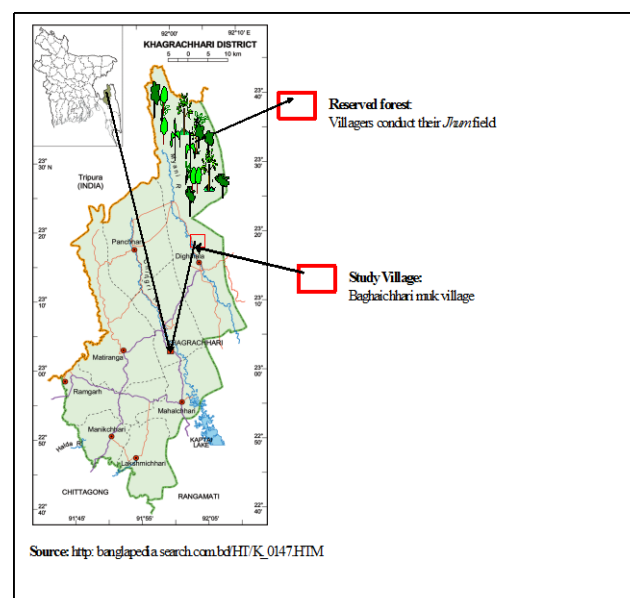 92 00'
92 10' E
KHAGRACHHARI DISTRICT
5 0 5 10 km
23 40'
23 30' N
23 30'
Tripura
(INDIA)
Myani R
Reserved forest:
Villagers conduct their Jhum field
23 20'
23 20'
Panchhari
Dighinala
Chingri
Study Village:
Baghaichhari muk village
23 10'
23 10'
KHAGRACHHARI
Matiranga
23 00'
23 00'
Ramgarh
Mahalchhari
Manikchhari
22 50'
22 50'
Halda R
KAPTAI
LAKE
Lakshmichhari
CHITTAGONG
RANGAMATI
22 40'
22 40'
91 45'
91 55'
92 05'
Source: http: banglapedia.search.com.bd/HT/K_0147.HTM